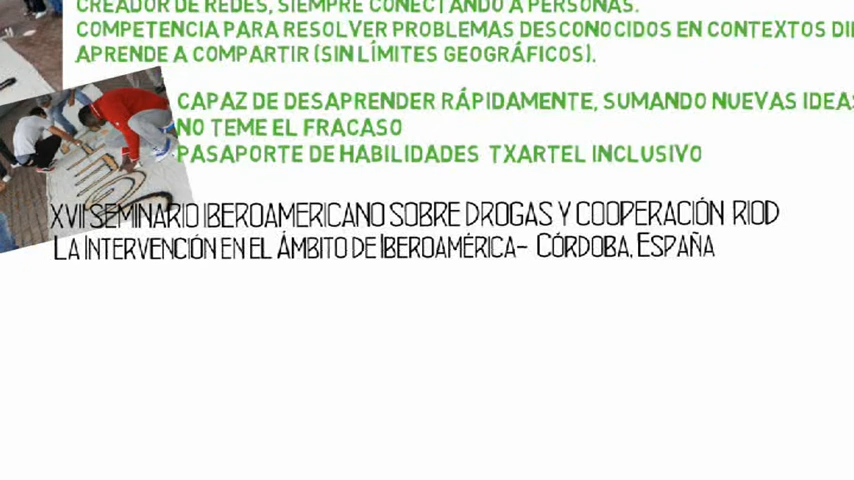 CREADOR DE REDES, SIEMPRE CONECTANDO A PERSONAS.
COMPETENCIA PARA RESOLVER PROBLEMAS DESCONOCIDOS EN CONTEXTOS
APRENDE A COMPARTIR (SIN LÍMITES GEOGRÁFICOS).
CAPAZ DE DESAPRENDER RÁPIDAMENTE, SUMANDO NUEVAS IDEAS
NO TEME EL FRACASO
PASAPORTE DE HABILIDADES TXARTEL INCLUSIVO
XVII SEMINARIO IBEROAMERICANO SOBRE DROGAS Y COOPERACIÓN RIOD
LA INTERVENCIÓN EN EL ÁMBITO DE IBEROAMÉRICA- CÓRDOBA, ESPAÑA